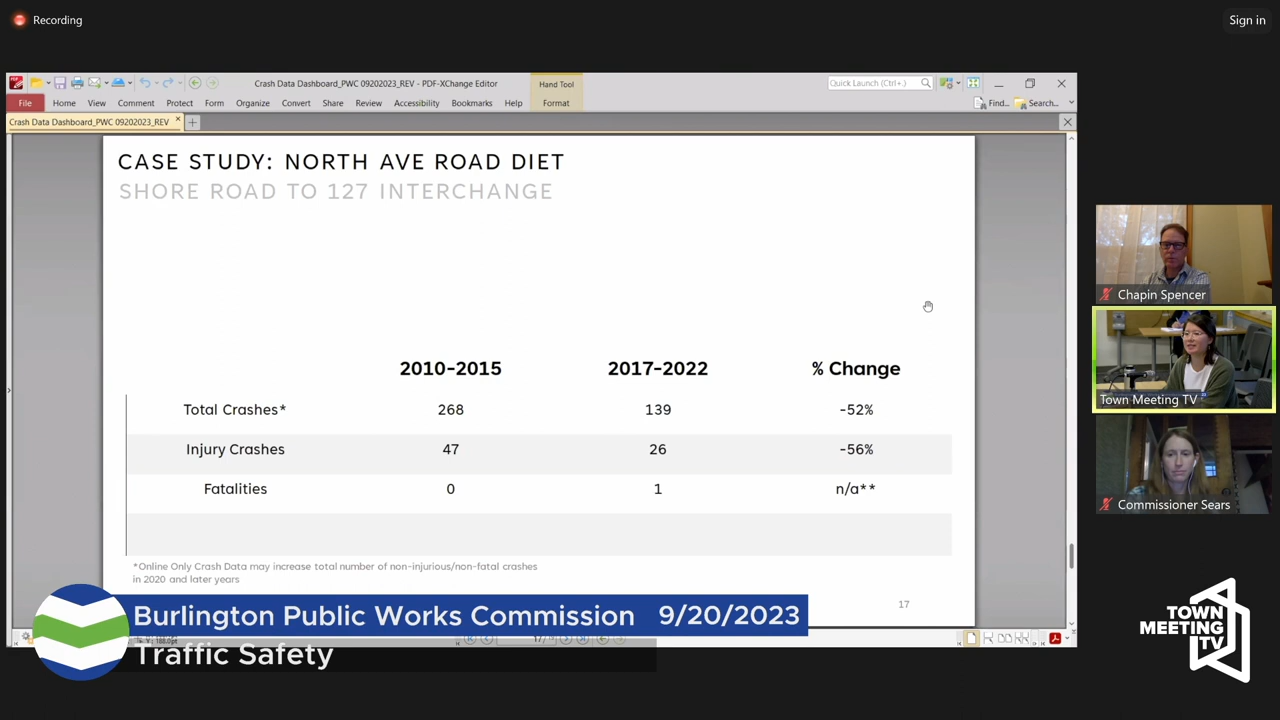 Recording
Sign in
Crash Data Dashboard_PWC 09202023_REV - PDF-XChange Editor
Hand Tool
Quick Launch (Ctrl+.)
File Home View Comment Protect Form Organize Convert Share Review Accessibility Bookmarks Help Format
Find...
Search...
Crash Data Dashboard_PWC 09202023_REV
CASE STUDY: NORTH AVE ROAD DIET
SHORE ROAD TO 127 INTERCHANGE
2010-2015 2017-2022 % Change
Total Crashes* 268 139 -52%
Injury Crashes 47 26 -56%
Fatalities 0 1 n/a**
*Online Only Crash Data may increase total number of non-injurious/non-fatal crashes
in 2020 and later years
17
Chapin Spencer
Town Meeting TV
Commissioner Sears
Burlington Public Works Commission 9/20/2023
Traffic Safety
TOWN
MEETING
TV